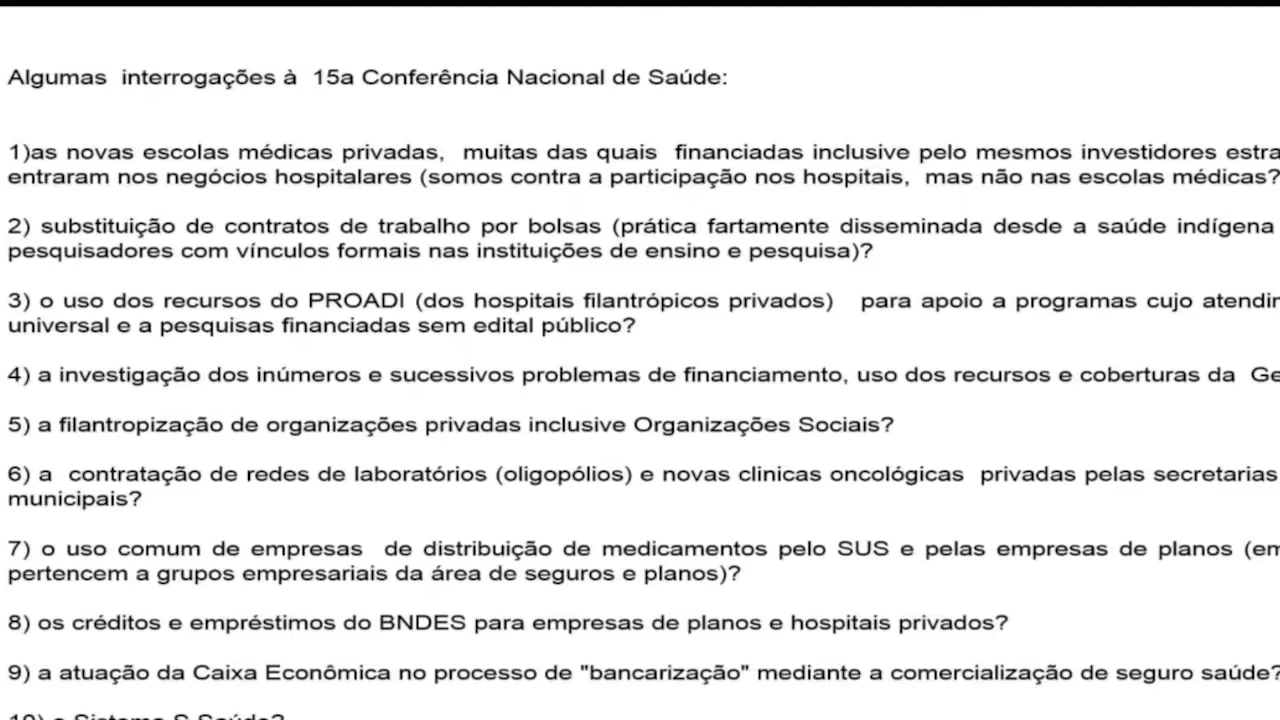 Algumas interrogações à 15a Conferência Nacional de Saúde:
1)as novas escolas médicas privadas, muitas das quais financiadas inclusive pelo mesmos investidores estra
entraram nos negócios hospitalares (somos contra a participação nos hospitais, mas não nas escolas médicas?
2) substituição de contratos de trabalho por bolsas (prática fartamente disseminada desde a saúde indígena
pesquisadores com vínculos formais nas instituições de ensino e pesquisa)?
3) o uso dos recursos do PROADI (dos hospitais filantrópicos privados) para apoio a programas cujo atendin
universal e a pesquisas financiadas sem edital público?
4) a investigação dos inúmeros e sucessivos problemas de financiamento, uso dos recursos e coberturas da Ge
5) a filantropização de organizações privadas inclusive Organizações Sociais?
6) a contratação de redes de laboratórios (oligopólios) e novas clinicas oncológicas privadas pelas secretarias
municipais?
7) o uso comum de empresas de distribuição de medicamentos pelo SUS e pelas empresas de planos (em
pertencem a grupos empresariais da área de seguros e planos)?
8) os créditos e empréstimos do BNDES para empresas de planos e hospitais privados?
9) a atuação da Caixa Econômica no processo de "bancarização" mediante a comercialização de seguro saúde?
10) o Sistema S Saúde?